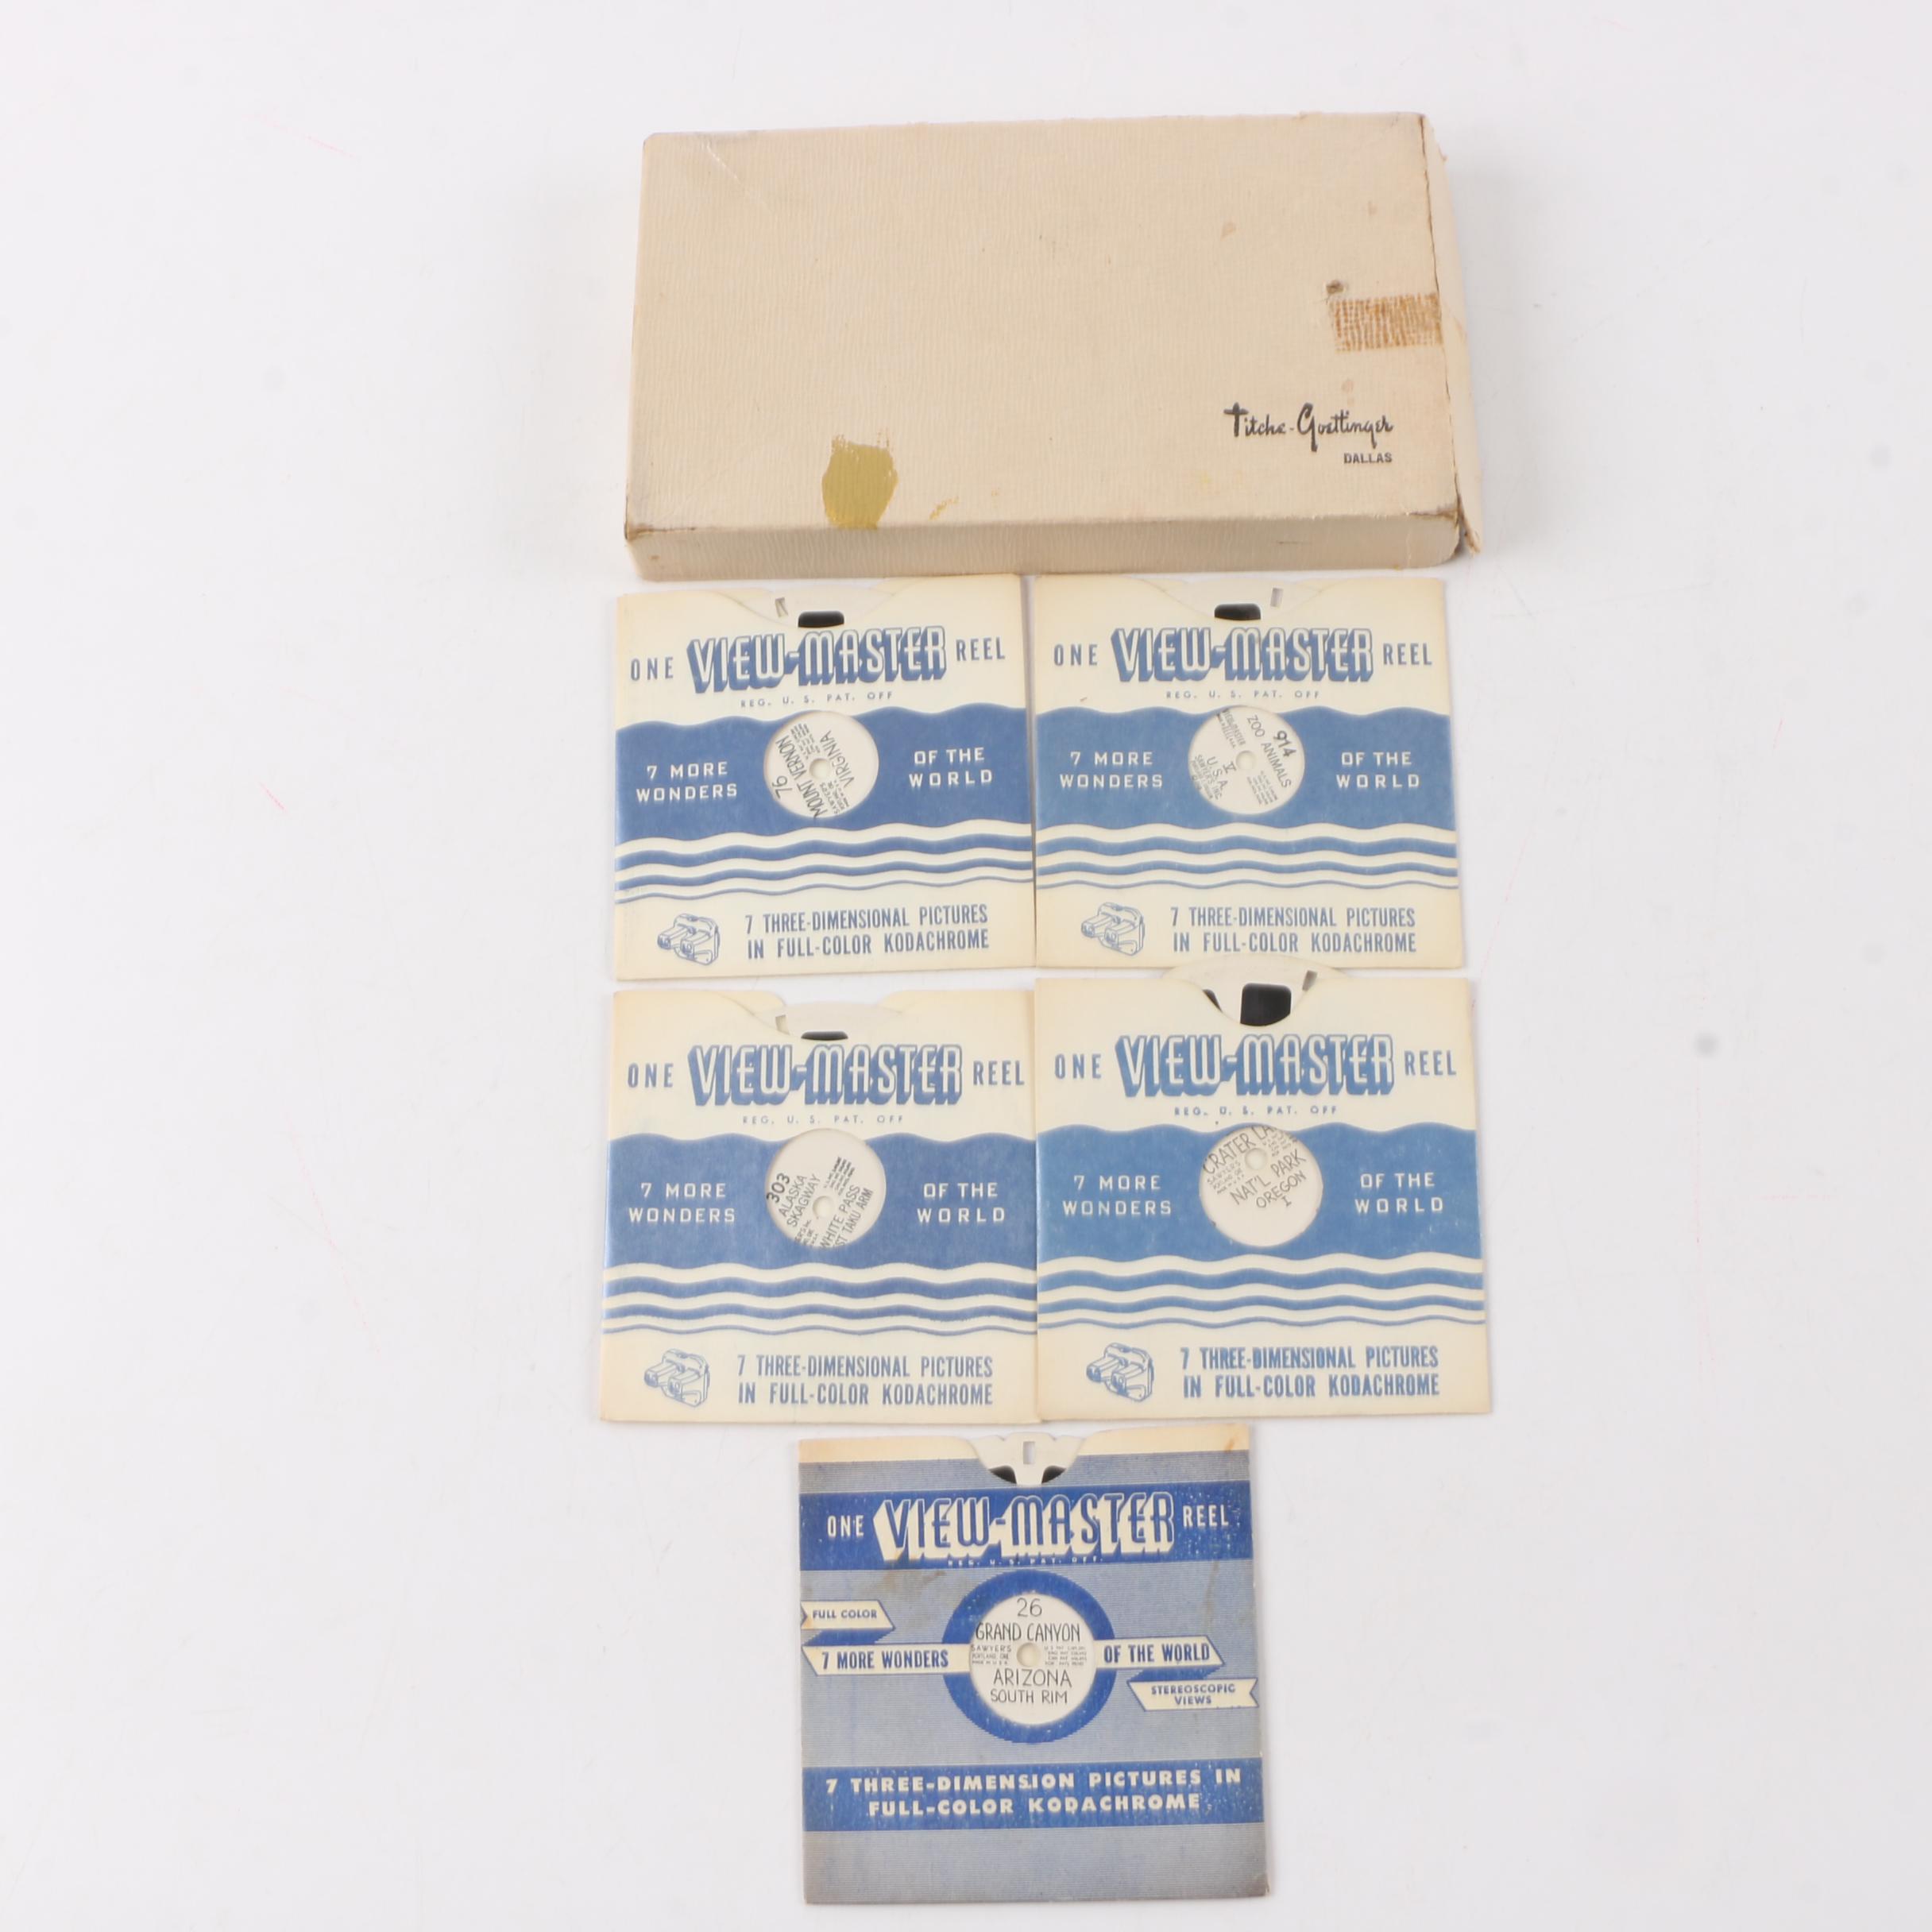 Titche-Goettinger
DALLAS
ONE VIEW-MASTER REEL
REG. U. S. PAT. OFF
7 MORE WONDERS
OF THE WORLD
76
MOUNT VERNON
VIRGINIA
7 THREE-DIMENSIONAL PICTURES
IN FULL-COLOR KODACHROME
ONE VIEW-MASTER REEL
REG. U. S. PAT. OFF
7 MORE WONDERS
OF THE WORLD
914
ZOO ANIMALS
U.S.A.
V
7 THREE-DIMENSIONAL PICTURES
IN FULL-COLOR KODACHROME
ONE VIEW-MASTER REEL
REG. U. S. PAT. OFF
7 MORE WONDERS
OF THE WORLD
303
ALASKA
SKAGWAY
WHITE PASS
TAKU ARM
7 THREE-DIMENSIONAL PICTURES
IN FULL-COLOR KODACHROME
ONE VIEW-MASTER REEL
REG. U. S. PAT. OFF
7 MORE WONDERS
OF THE WORLD
CRATER
NAT'L PARK
OREGON
I
7 THREE-DIMENSIONAL PICTURES
IN FULL-COLOR KODACHROME
ONE VIEW-MASTER REEL
REG. U. S. PAT. OFF.
FULL COLOR
7 MORE WONDERS
OF THE WORLD
STEREOSCOPIC
VIEWS
26
GRAND CANYON
SAWYERS
ARIZONA
SOUTH RIM
7 THREE-DIMENSION PICTURES IN
FULL-COLOR KODACHROME